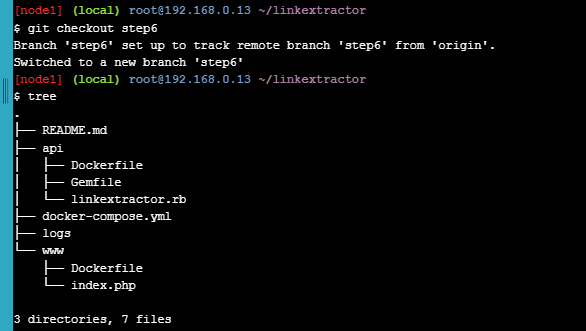 [node1] (local) root@192.168.0.13 ~/linkextractor
$ git checkout step6
Branch 'step6' set up to track remote branch 'step6' from 'origin'.
Switched to a new branch 'step6'
[node1] (local) root@192.168.0.13 ~/linkextractor
$ tree
.
├── README.md
├── api
│   ├── Dockerfile
│   ├── Gemfile
│   └── linkextractor.rb
├── docker-compose.yml
├── logs
└── www
    ├── Dockerfile
    └── index.php

3 directories, 7 files